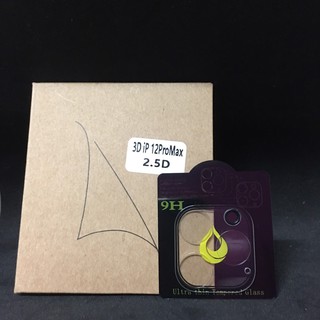 3D iP 12ProMax
2.5D
9H
Ultra thin Tempered Glass